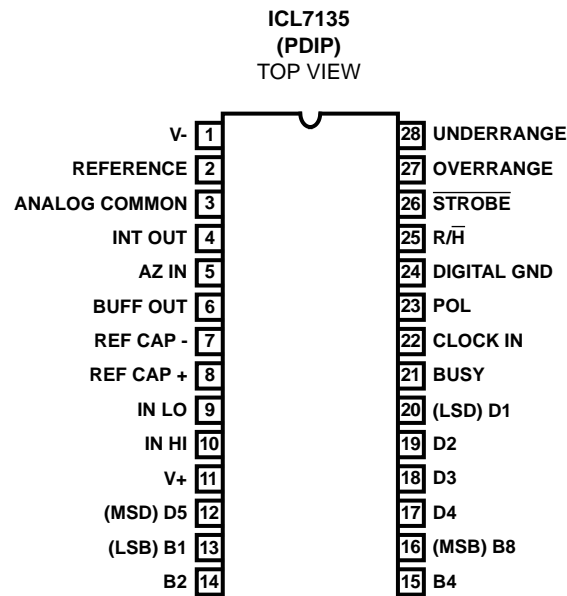 ICL7135
(PDIP)
TOP VIEW
V- 1 28 UNDERRANGE
REFERENCE 2 27 OVERRANGE
ANALOG COMMON 3 26 STROBE
INT OUT 4 25 R/H
AZ IN 5 24 DIGITAL GND
BUFF OUT 6 23 POL
REF CAP - 7 22 CLOCK IN
REF CAP + 8 21 BUSY
IN LO 9 20 (LSD) D1
IN HI 10 19 D2
V+ 11 18 D3
(MSD) D5 12 17 D4
(LSB) B1 13 16 (MSB) B8
B2 14 15 B4